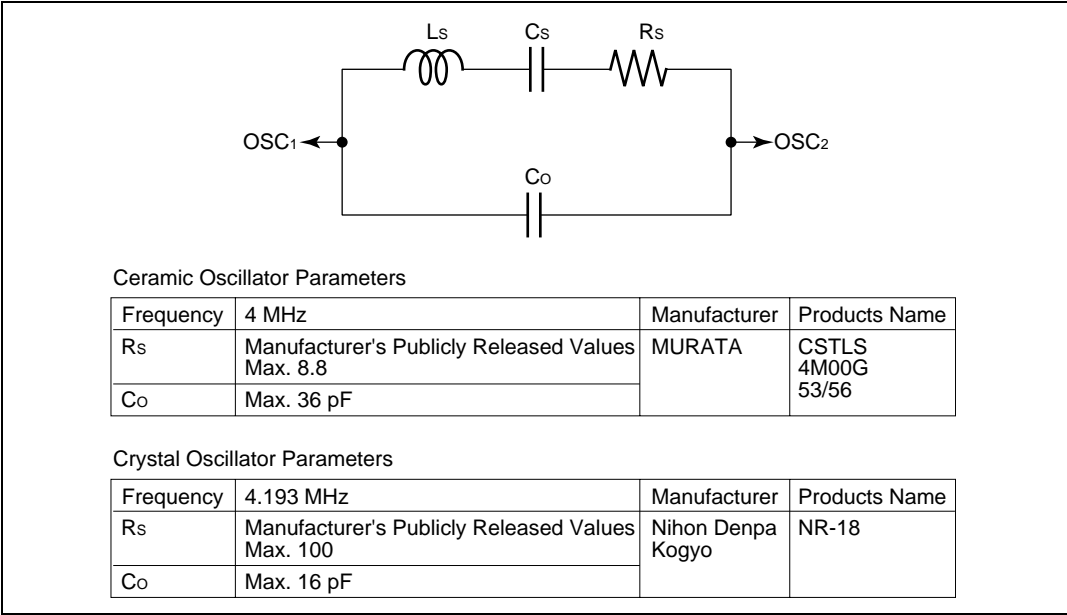 LS CS RS
OSC1 OSC2
CO
Ceramic Oscillator Parameters
Frequency 4 MHz Manufacturer Products Name
RS Manufacturer's Publicly Released Values MURATA CSTLS
Max. 8.8 4M00G
53/56
CO Max. 36 pF
Crystal Oscillator Parameters
Frequency 4.193 MHz Manufacturer Products Name
RS Manufacturer's Publicly Released Values Nihon Denpa NR-18
Max. 100 Kogyo
CO Max. 16 pF